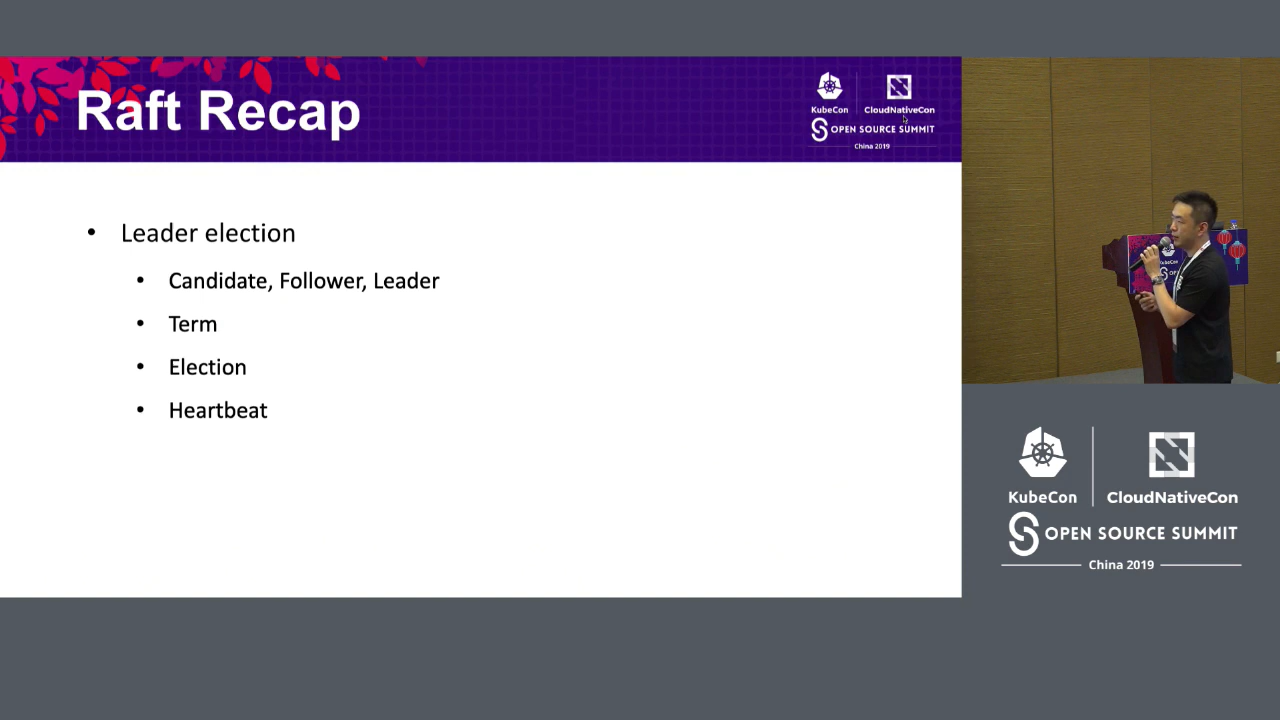 Raft Recap
KubeCon
CloudNativeCon
OPEN SOURCE SUMMIT
China 2019
• Leader election
• Candidate, Follower, Leader
• Term
• Election
• Heartbeat
KubeCon
CloudNativeCon
OPEN SOURCE SUMMIT
China 2019